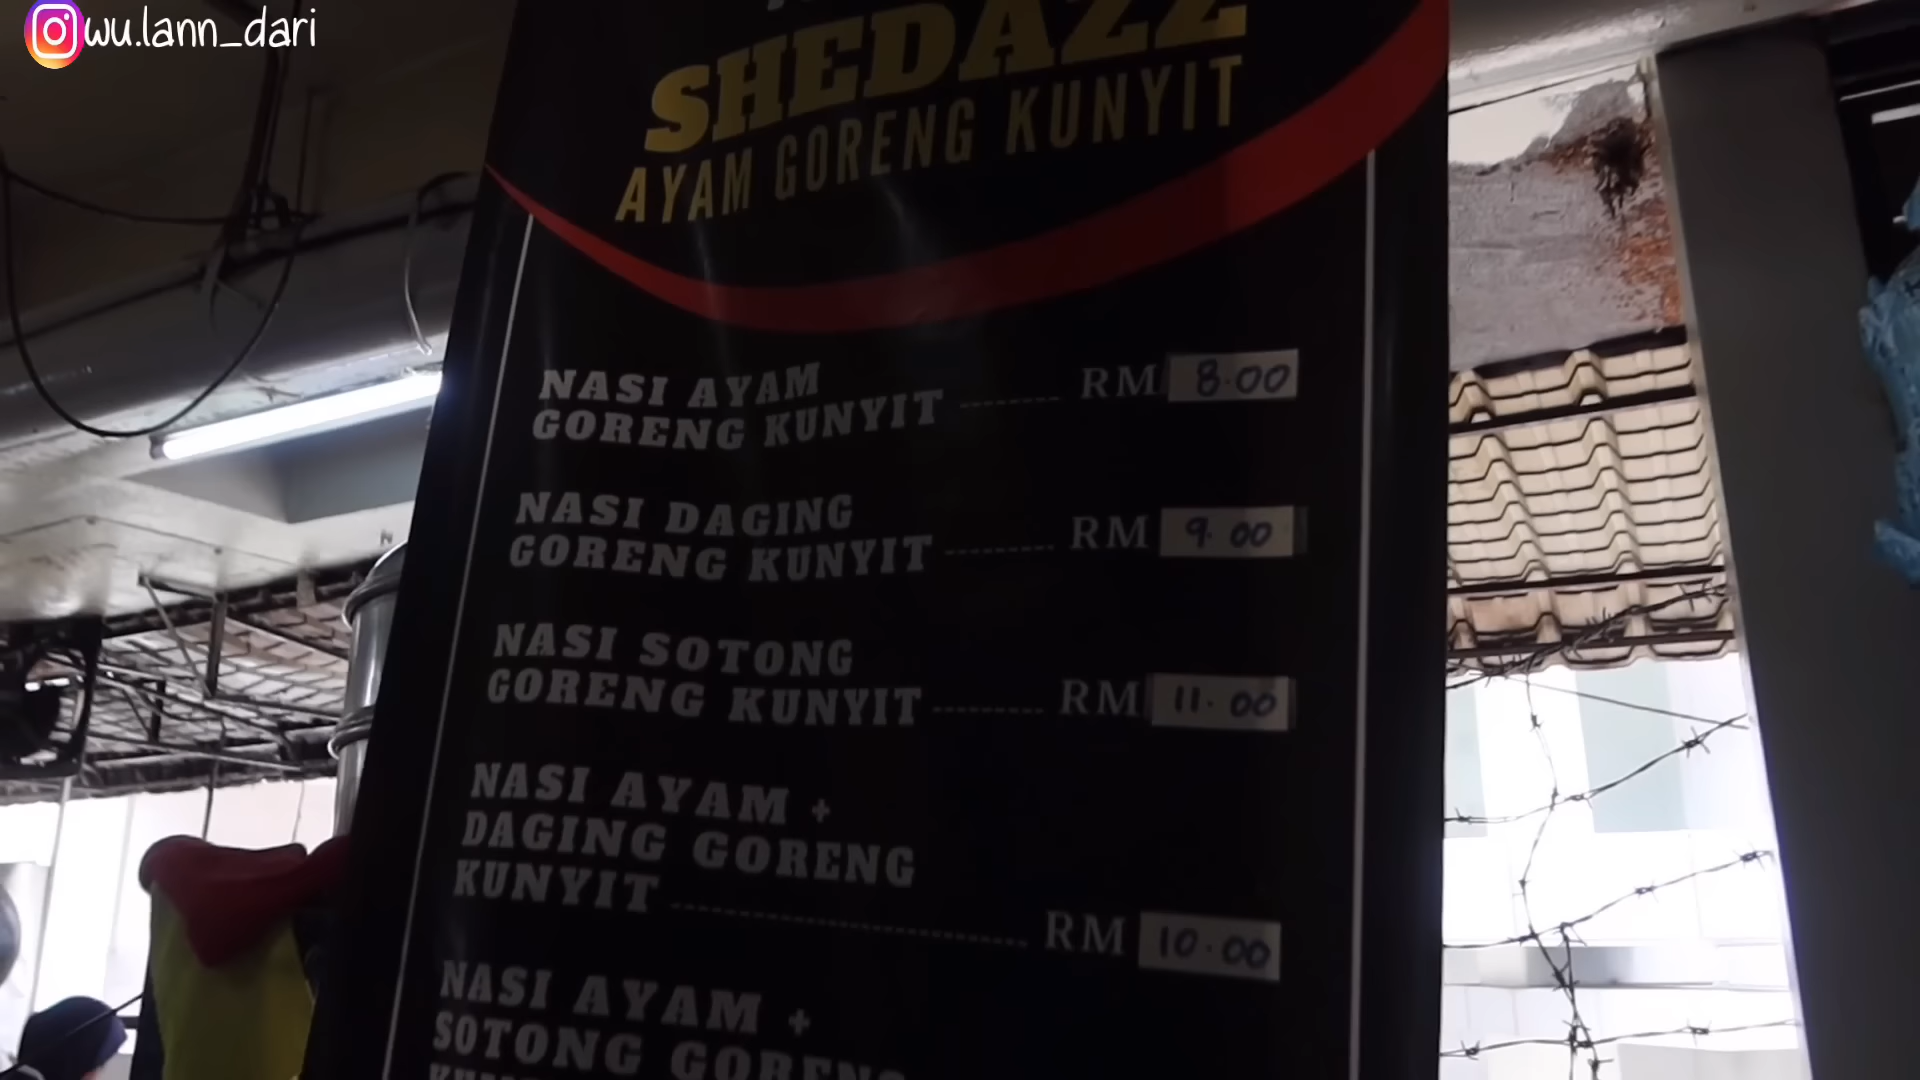 wu.lann_dari
SHEDAZZ
AYAM GORENG KUNYIT
NASI AYAM
GORENG KUNYIT ---------- RM 8.00
NASI DAGING
GORENG KUNYIT ---------- RM 9.00
NASI SOTONG
GORENG KUNYIT ---------- RM 11.00
NASI AYAM +
DAGING GORENG
KUNYIT ------------------------------ RM 10.00
NASI AYAM +
SOTONG GORENG